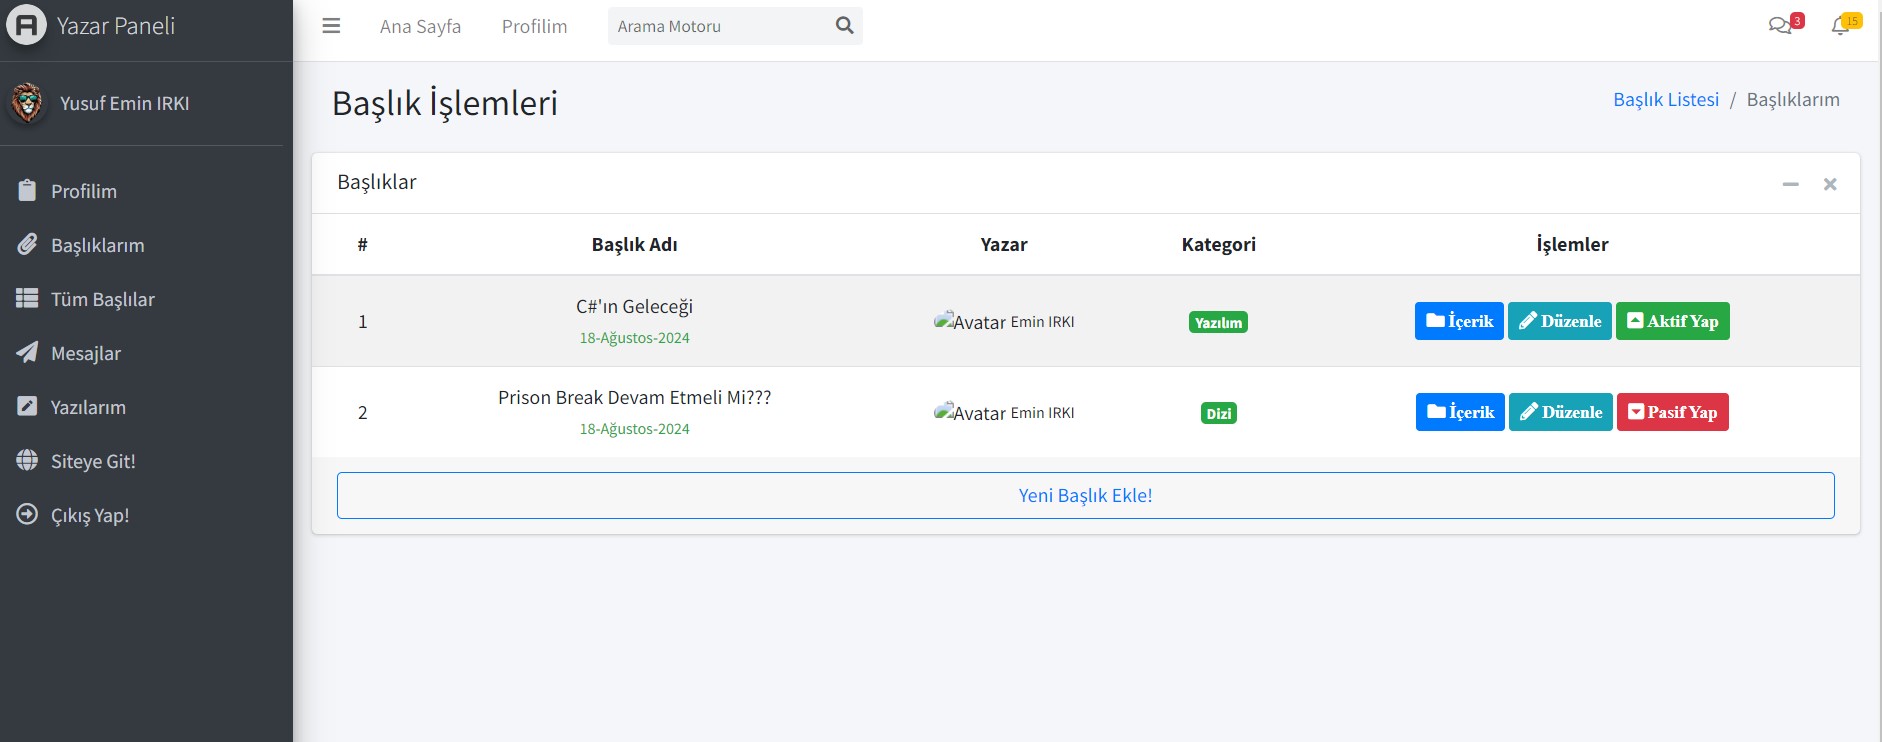 A Yazar Paneli
Ana Sayfa Profilim Arama Motoru 3 15
Yusuf Emin IRKI
Profilim
Başlıklarım
Tüm Başlılar
Mesajlar
Yazılarım
Siteye Git!
Çıkış Yap!
Başlık İşlemleri
Başlık Listesi / Başlıklarım
Başlıklar
# Başlık Adı Yazar Kategori İşlemler
1 C#'ın Geleceği Avatar Emin IRKI Yazılım İçerik Düzenle Aktif Yap
18-Ağustos-2024
2 Prison Break Devam Etmeli Mi??? Avatar Emin IRKI Dizi İçerik Düzenle Pasif Yap
18-Ağustos-2024
Yeni Başlık Ekle!